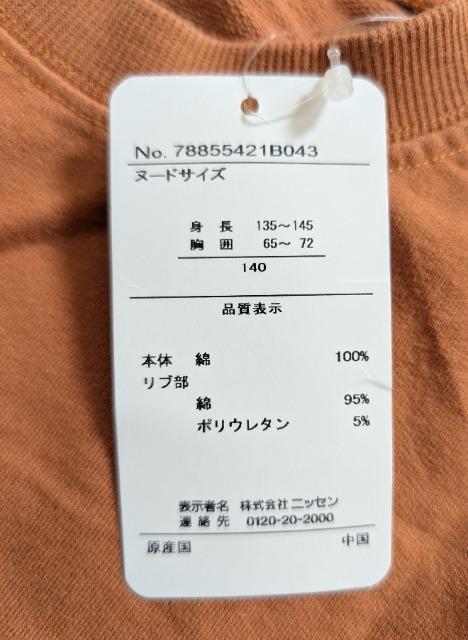 No. 78855421B043
ヌードサイズ
身 長 135～145
胸 囲 65～ 72
140
品質表示
本体 綿 100%
リブ部
綿 95%
ポリウレタン 5%
表示者名 株式会社ニッセン
連 絡 先 0120-20-2000
原産国 中国